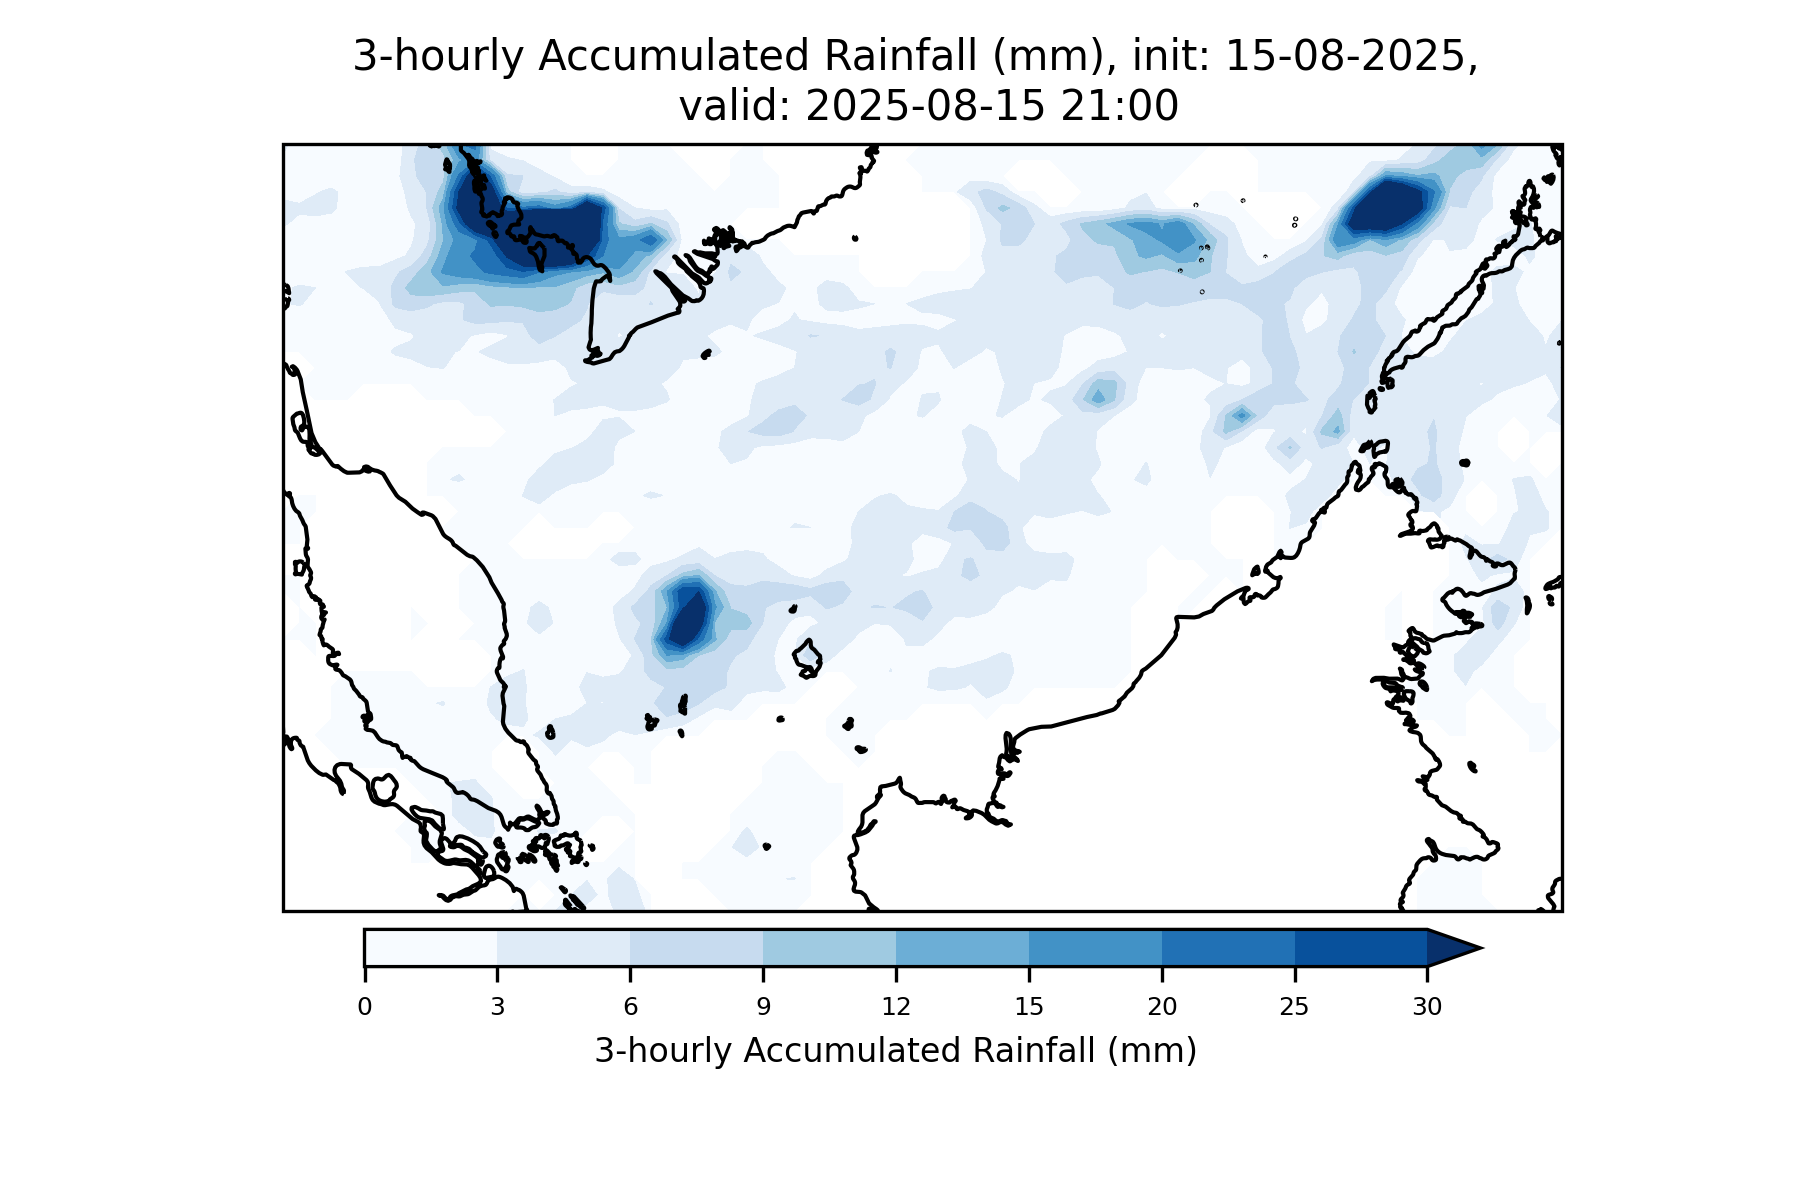 3-hourly Accumulated Rainfall (mm), init: 15-08-2025,
valid: 2025-08-15 21:00
0 3 6 9 12 15 20 25 30
3-hourly Accumulated Rainfall (mm)